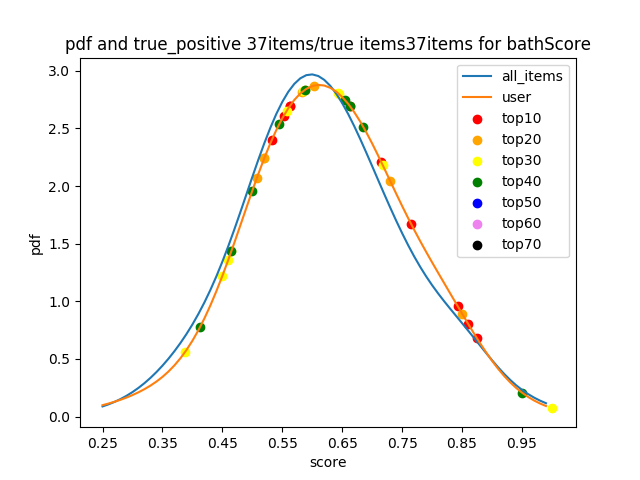 pdf and true_positive 37items/true items37items for bathScore
3.0
2.5
2.0
1.5
1.0
0.5
0.0
pdf
all_items
user
top10
top20
top30
top40
top50
top60
top70
0.25 0.35 0.45 0.55 0.65 0.75 0.85 0.95
score